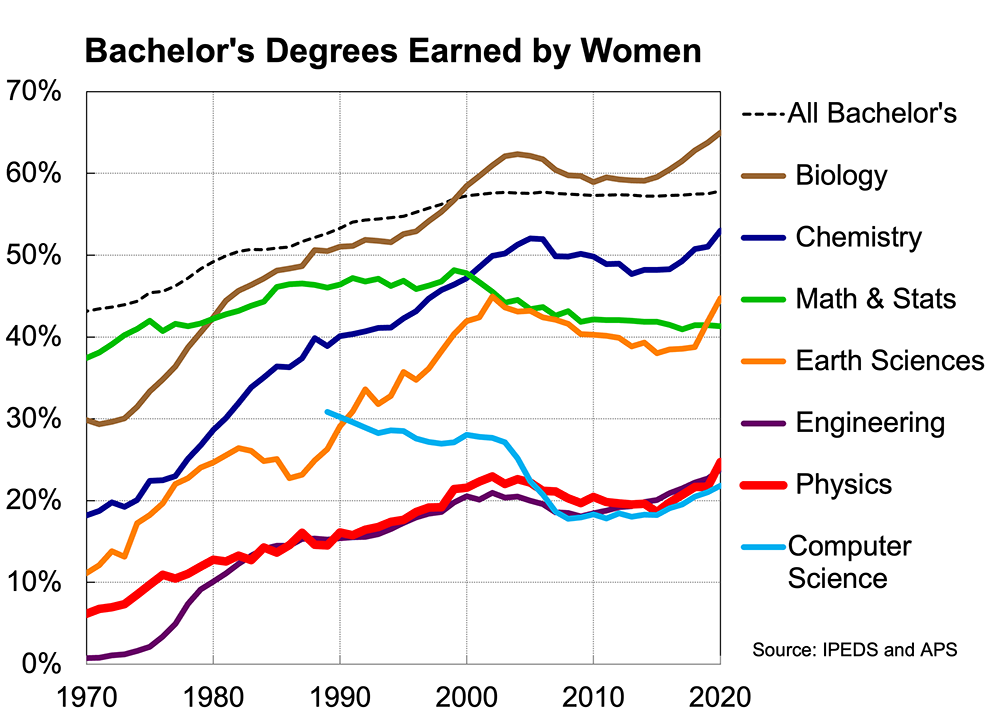 Bachelor's Degrees Earned by Women
70%
60%
50%
40%
30%
20%
10%
0%
1970 1980 1990 2000 2010 2020
All Bachelor's
Biology
Chemistry
Math & Stats
Earth Sciences
Engineering
Physics
Computer
Science
Source: IPEDS and APS